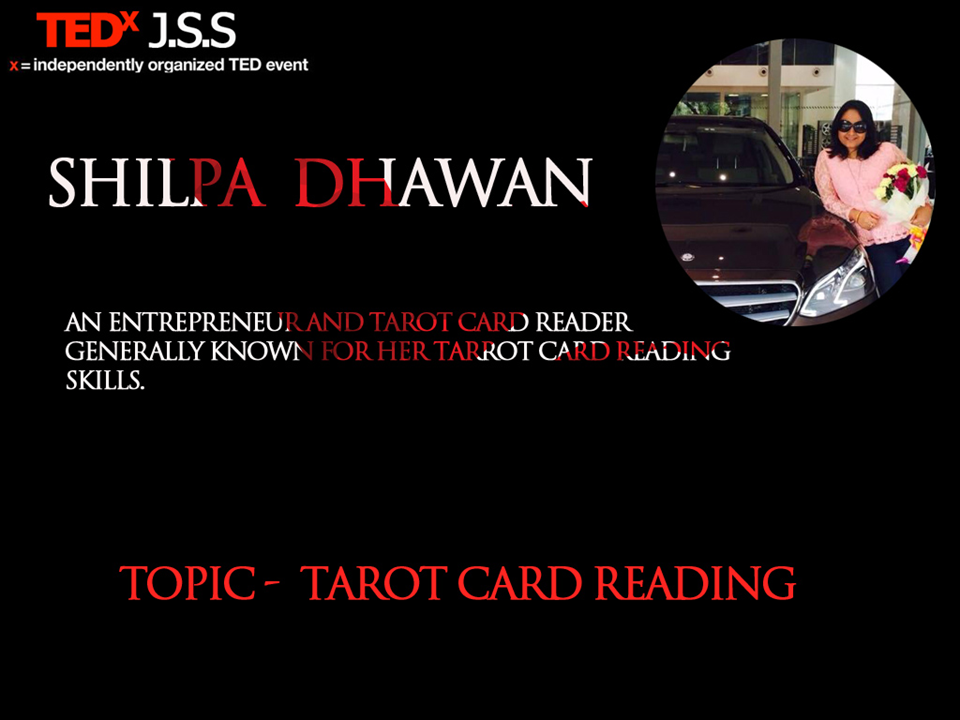 TEDx J.S.S
x = independently organized TED event
SHILPA DHAWAN
AN ENTREPRENEUR AND TAROT CARD READER
GENERALLY KNOWN FOR HER TARROT CARD READING
SKILLS.
TOPIC - TAROT CARD READING